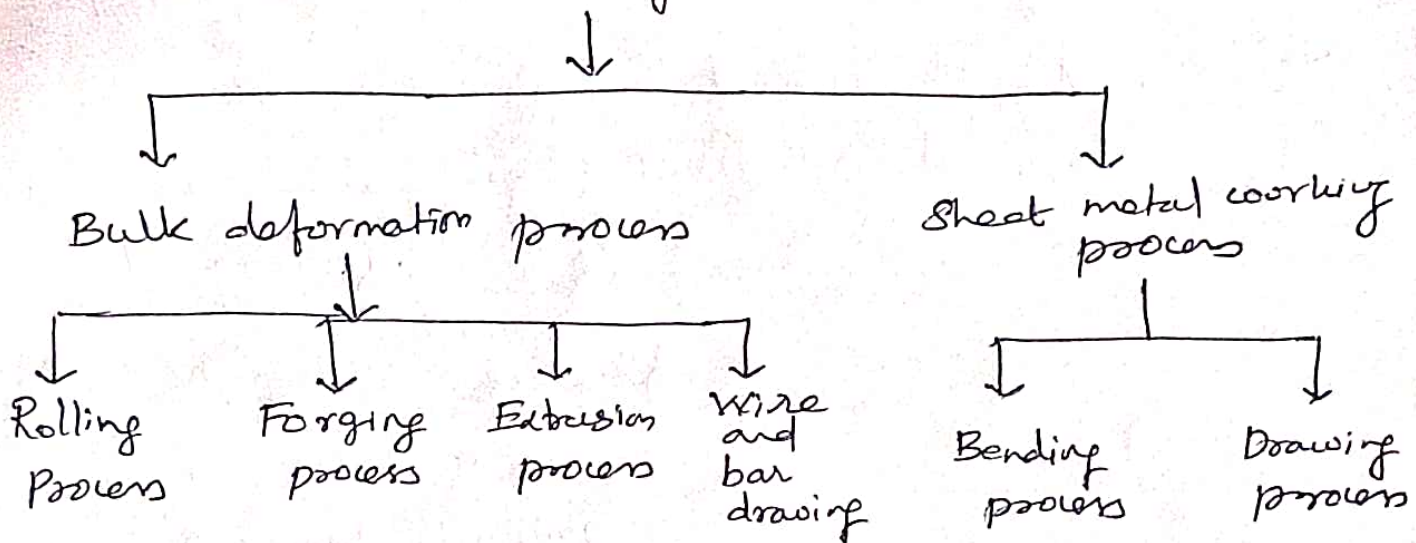 Bulk deformation process
Sheet metal working
process
Rolling
Process
Forging
process
Extrusion
process
Wire
and
bar
drawing
Bending
process
Drawing
process